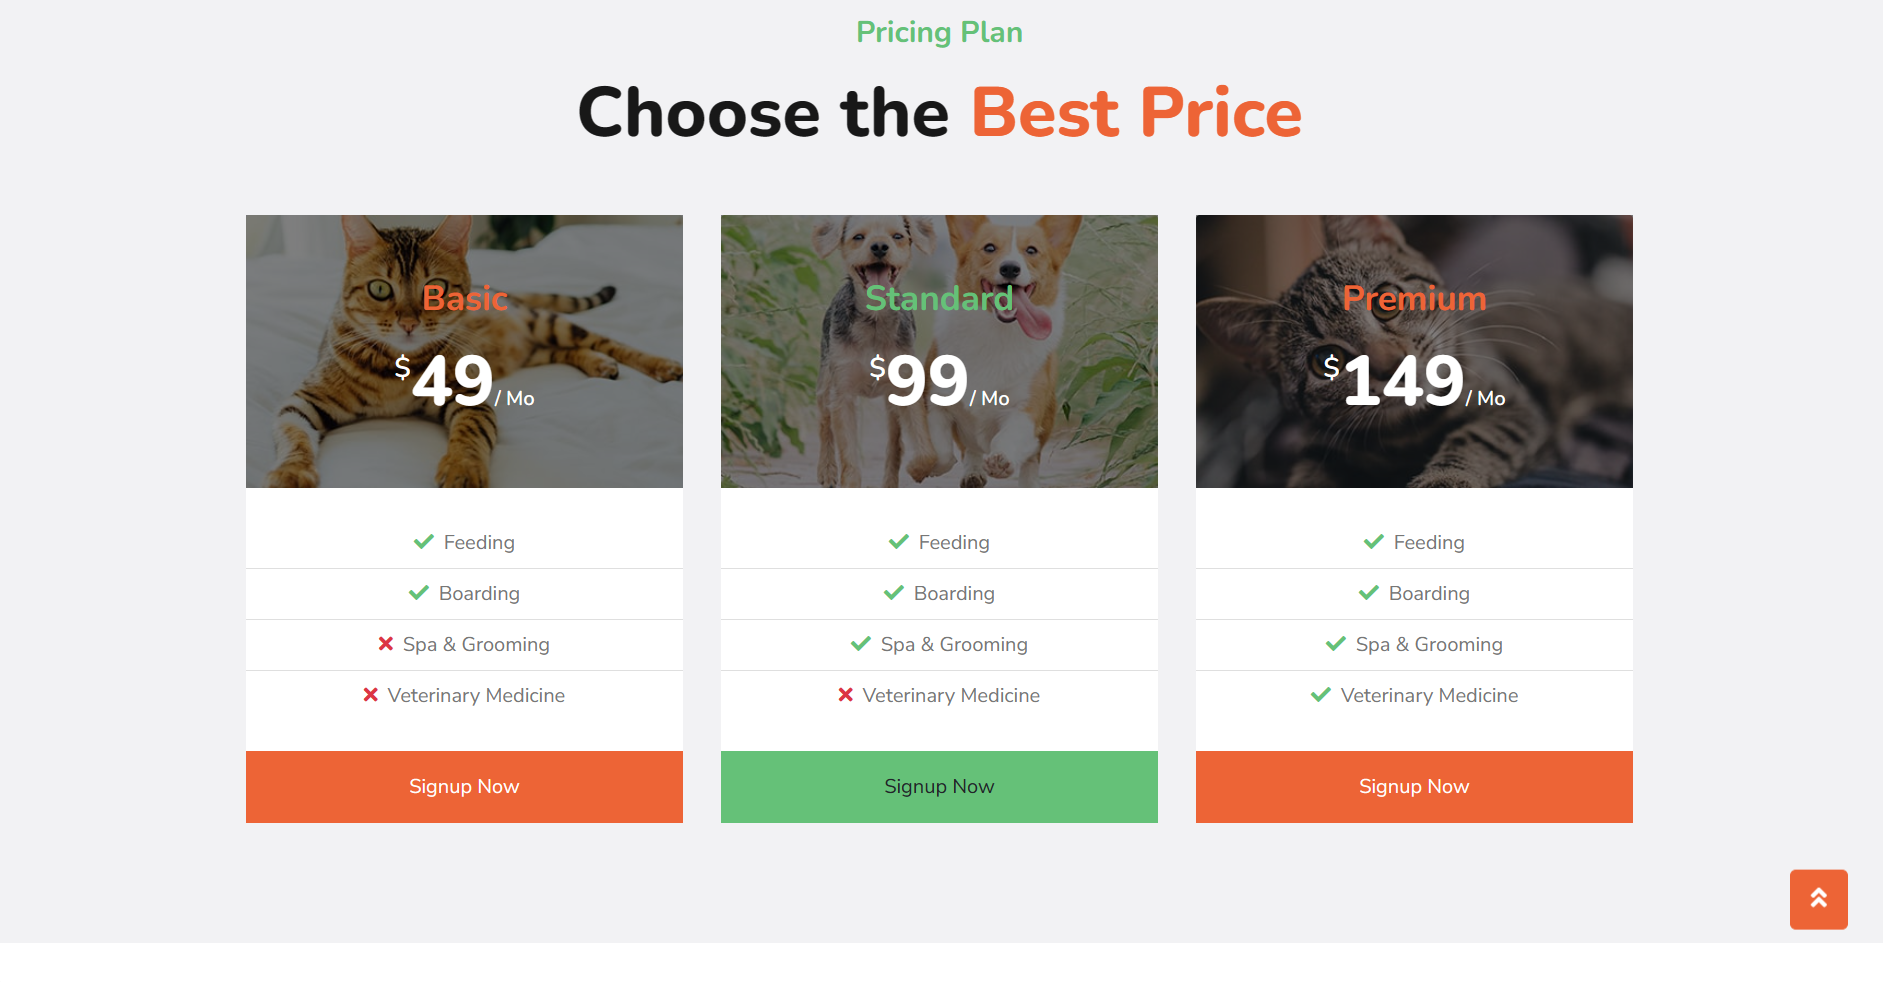 Pricing Plan
Choose the Best Price
Basic
$49/ Mo
Feeding
Boarding
Spa & Grooming
Veterinary Medicine
Signup Now
Standard
$99/ Mo
Feeding
Boarding
Spa & Grooming
Veterinary Medicine
Signup Now
Premium
$149/ Mo
Feeding
Boarding
Spa & Grooming
Veterinary Medicine
Signup Now